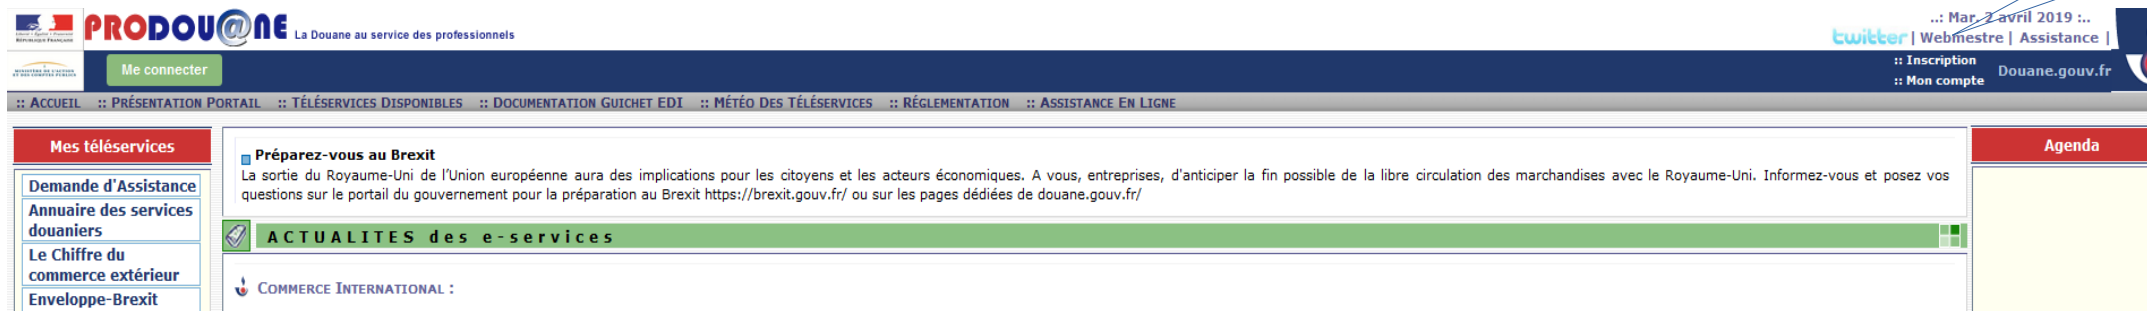 PRODOU@NE La Douane au service des professionnels
..: Mar. 2 avril 2019 :..
twitter | Webmestre | Assistance |
Me connecter
:: Inscription
:: Mon compte
Douane.gouv.fr
:: ACCUEIL :: PRÉSENTATION PORTAIL :: TÉLÉSERVICES DISPONIBLES :: DOCUMENTATION GUICHET EDI :: MÉTÉO DES TÉLÉSERVICES :: RÉGLEMENTATION :: ASSISTANCE EN LIGNE
Mes téléservices
Demande d'Assistance
Annuaire des services
douaniers
Le Chiffre du
commerce extérieur
Enveloppe-Brexit
Préparez-vous au Brexit
La sortie du Royaume-Uni de l'Union européenne aura des implications pour les citoyens et les acteurs économiques. A vous, entreprises, d'anticiper la fin possible de la libre circulation des marchandises avec le Royaume-Uni. Informez-vous et posez vos
questions sur le portail du gouvernement pour la préparation au Brexit https://brexit.gouv.fr/ ou sur les pages dédiées de douane.gouv.fr/
ACTUALITES des e-services
COMMERCE INTERNATIONAL :
Agenda